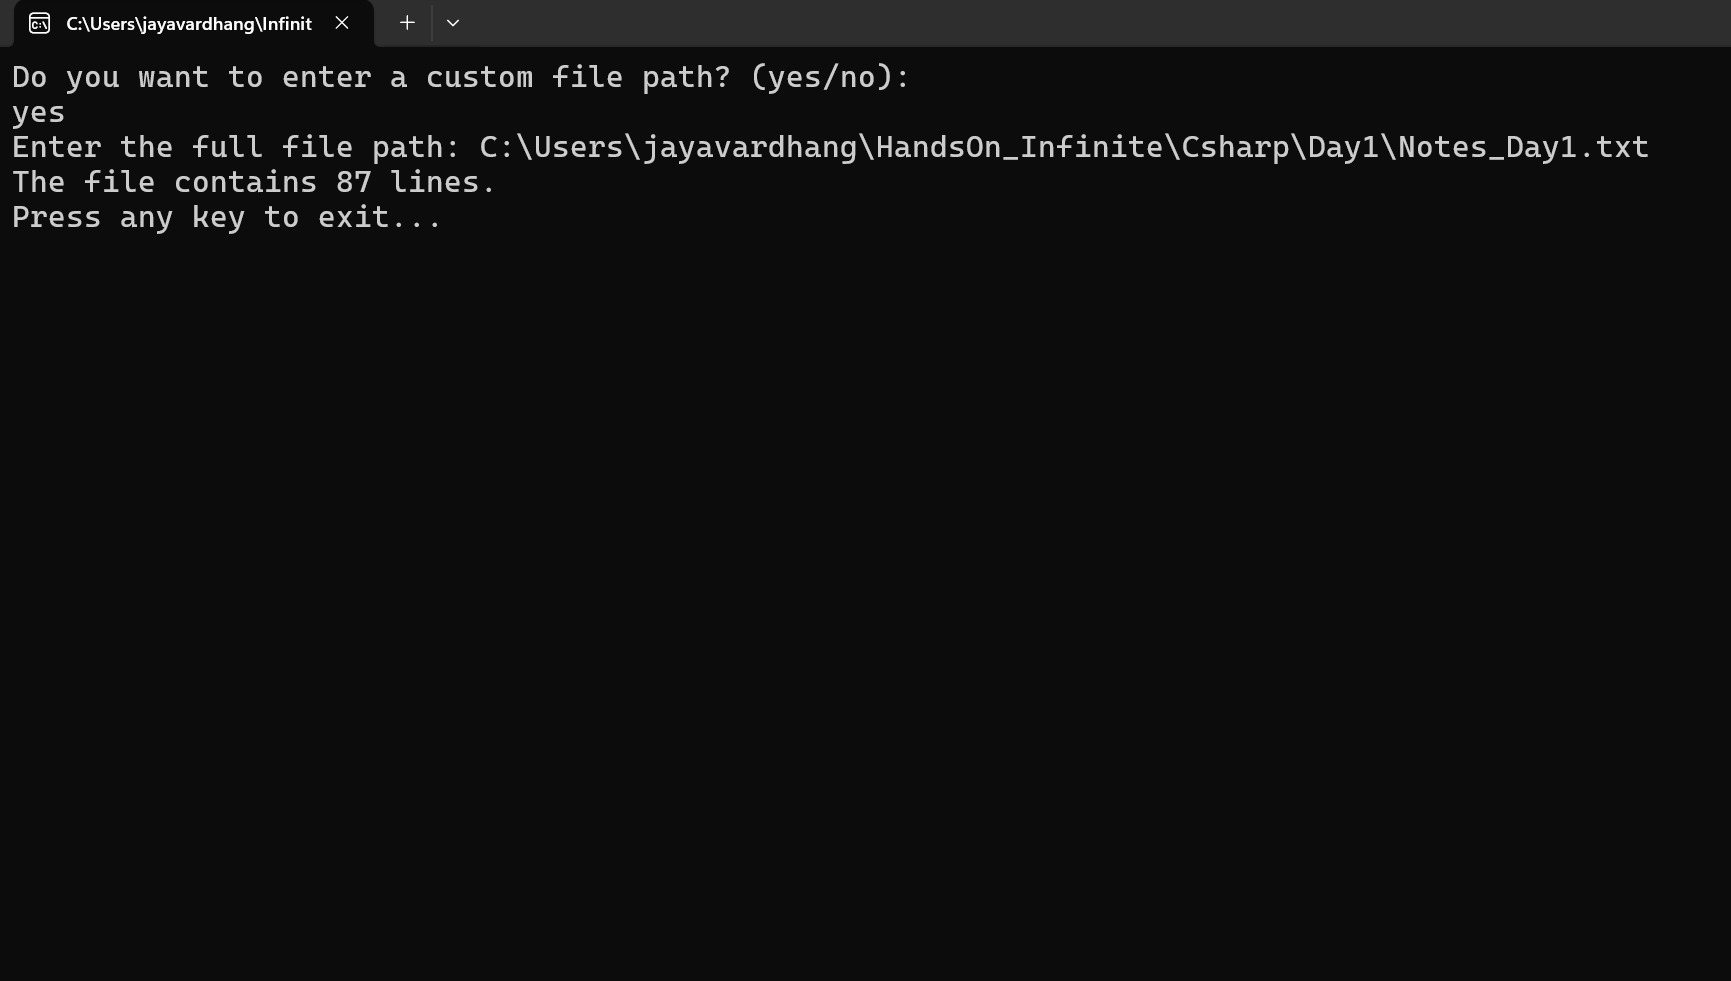 C:\Users\jayavardhang\Infinit
Do you want to enter a custom file path? (yes/no):
yes
Enter the full file path: C:\Users\jayavardhang\HandsOn_Infinite\Csharp\Day1\Notes_Day1.txt
The file contains 87 lines.
Press any key to exit...